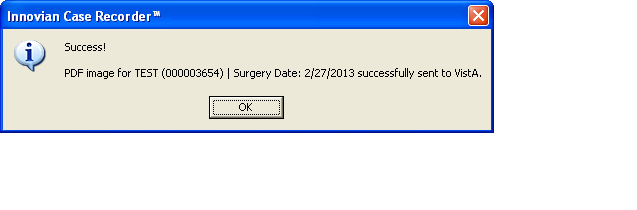 Innovian Case Recorder™
Success!
PDF image for TEST (000003654) | Surgery Date: 2/27/2013 successfully sent to VistA.
OK